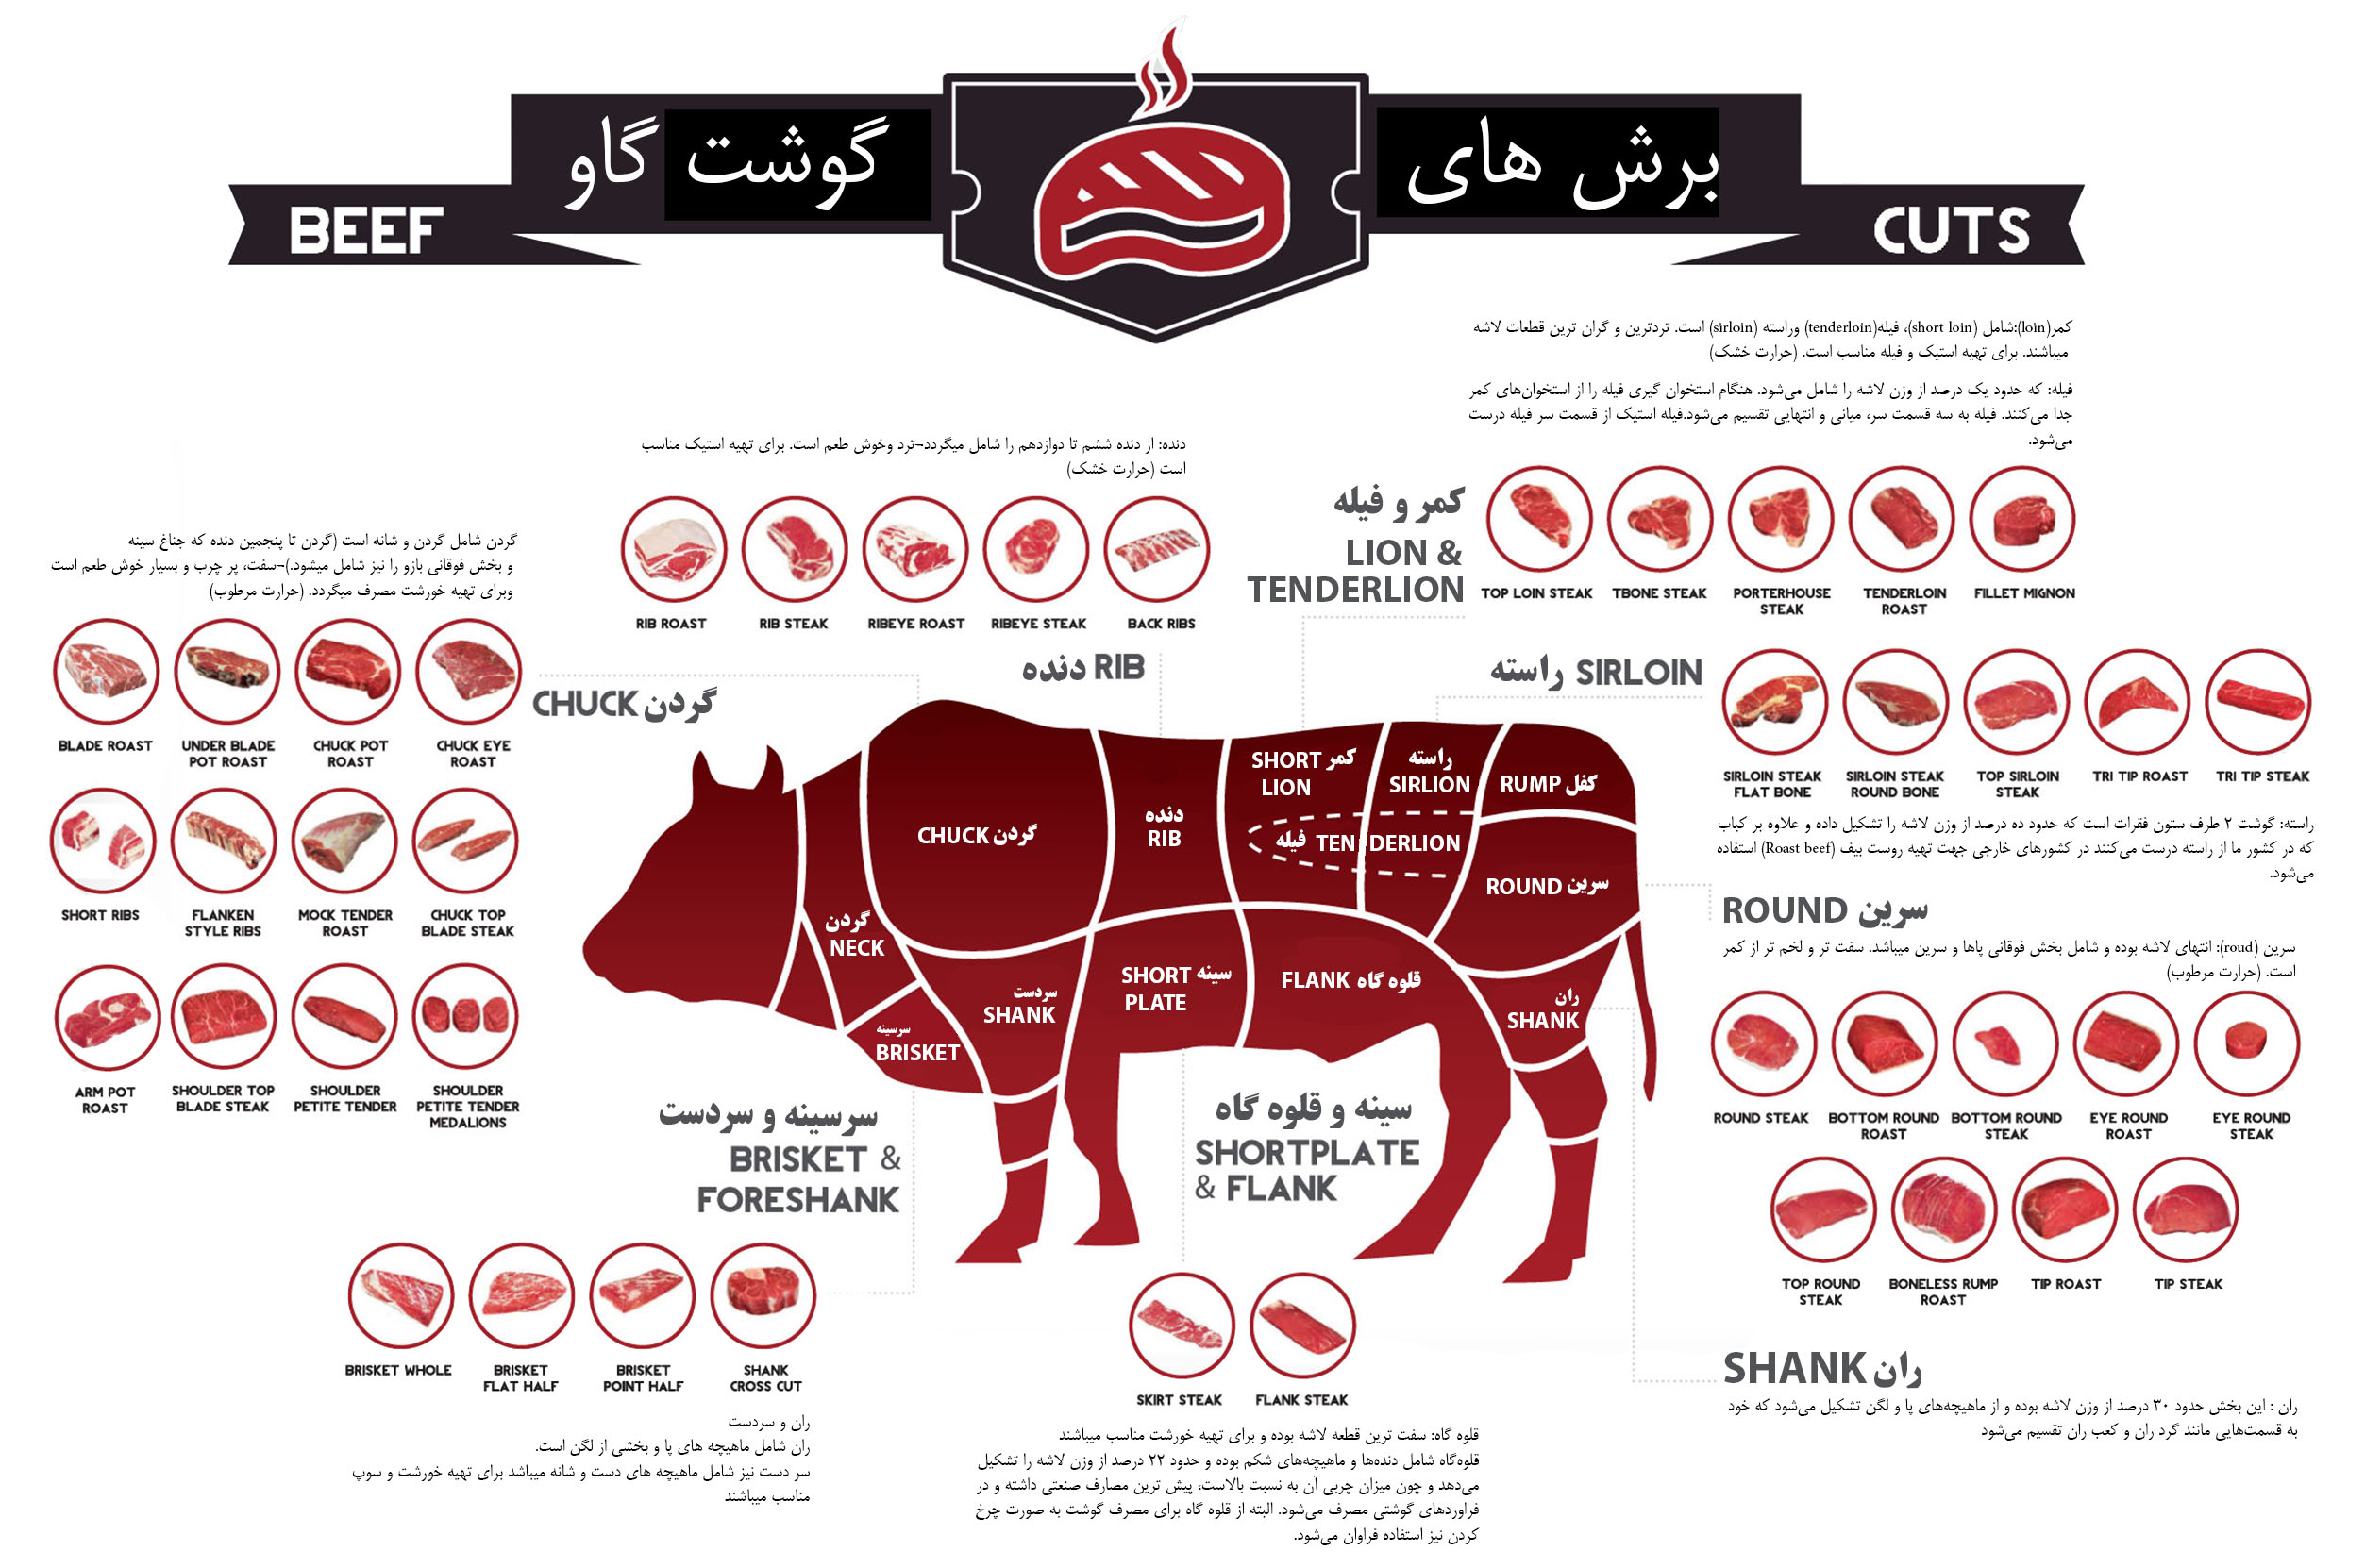 برش های گوشت گاو
BEEF
CUTS
کمر(loin):شامل (short loin)، فیله(tenderloin) وراسته (sirloin) است. تردترین و گران ترین قطعات لاشه
میباشند. برای تهیه استیک و فیله مناسب است. (حرارت خشک)
فیله: که حدود یک درصد از وزن لاشه را شامل می‌شود. هنگام استخوان گیری فیله را از استخوان‌های کمر
جدا می‌کنند. فیله به سه قسمت سر، میانی و انتهایی تقسیم می‌شود.فیله استیک از قسمت سر فیله درست
می‌شود.
کمر و فیله
LION &
TENDERLION
TOP LOIN STEAK
TBONE STEAK
PORTERHOUSE
STEAK
TENDERLOIN
ROAST
FILLET MIGNON
دنده: از دنده ششم تا دوازدهم را شامل میگردد¬ترد وخوش طعم است. برای تهیه استیک مناسب
است (حرارت خشک)
RIB ROAST
RIB STEAK
RIBEYE ROAST
RIBEYE STEAK
BACK RIBS
دنده RIB
گردن شامل گردن و شانه است (گردن تا پنجمین دنده که جناغ سینه
و بخش فوقانی بازو را نیز شامل میشود.)¬سفت، پر چرب و بسیار خوش طعم است
وبرای تهیه خورشت مصرف میگردد. (حرارت مرطوب)
CHUCK گردن
BLADE ROAST
UNDER BLADE
POT ROAST
CHUCK POT
ROAST
CHUCK EYE
ROAST
SHORT RIBS
FLANKEN
STYLE RIBS
MOCK TENDER
ROAST
CHUCK TOP
BLADE STEAK
ARM POT
ROAST
SHOULDER TOP
BLADE STEAK
SHOULDER
PETITE TENDER
SHOULDER
PETITE TENDER
MEDALIONS
راسته SIRLOIN
SIRLOIN STEAK
FLAT BONE
SIRLOIN STEAK
ROUND BONE
TOP SIRLOIN
STEAK
TRI TIP ROAST
TRI TIP STEAK
راسته: گوشت ۲ طرف ستون فقرات است که حدود ده درصد از وزن لاشه را تشکیل داده و علاوه بر کباب
که در کشور ما از راسته درست می‌کنند در کشورهای خارجی جهت تهیه روست بیف (Roast beef) استفاده
می‌شود.
CHUCK گردن
دنده
RIB
SHORT کمر
LION
راسته
SIRLION
RUMP کفل
فیله TENDERLION
ROUND سرین
گردن
NECK
سرسینه
BRISKET
سردست
SHANK
SHORT سینه
PLATE
FLANK قلوه گاه
ران
SHANK
ROUND سرین
سرین (roud): انتهای لاشه بوده و شامل بخش فوقانی پاها و سرین میباشد. سفت تر و لخم تر از کمر
است. (حرارت مرطوب)
ROUND STEAK
BOTTOM ROUND
ROAST
BOTTOM ROUND
STEAK
EYE ROUND
ROAST
EYE ROUND
STEAK
TOP ROUND
STEAK
BONELESS RUMP
ROAST
TIP ROAST
TIP STEAK
سرسینه و سردست
BRISKET &
FORESHANK
BRISKET WHOLE
BRISKET
FLAT HALF
BRISKET
POINT HALF
SHANK
CROSS CUT
ران و سردست
ران شامل ماهیچه های پا و بخشی از لگن است.
سر دست نیز شامل ماهیچه های دست و شانه میباشد برای تهیه خورشت و سوپ
مناسب میباشند
سینه و قلوه گاه
SHORTPLATE
& FLANK
SKIRT STEAK
FLANK STEAK
قلوه گاه: سفت ترین قطعه لاشه بوده و برای تهیه خورشت مناسب میباشند
قلوه‌گاه شامل دنده‌ها و ماهیچه‌های شکم بوده و حدود ۲۲ درصد از وزن لاشه را تشکیل
می‌دهد و چون میزان چربی آن به نسبت بالاست، پیش ترین مصارف صنعتی داشته و در
فراوردهای گوشتی مصرف می‌شود. البته از قلوه گاه برای مصرف گوشت به صورت چرخ
کردن نیز استفاده فراوان می‌شود.
SHANK ران
ران : این بخش حدود ۳۰ درصد از وزن لاشه بوده و از ماهیچه‌های پا و لگن تشکیل می‌شود که خود
به قسمت‌هایی مانند گرد ران و کعب ران تقسیم می‌شود